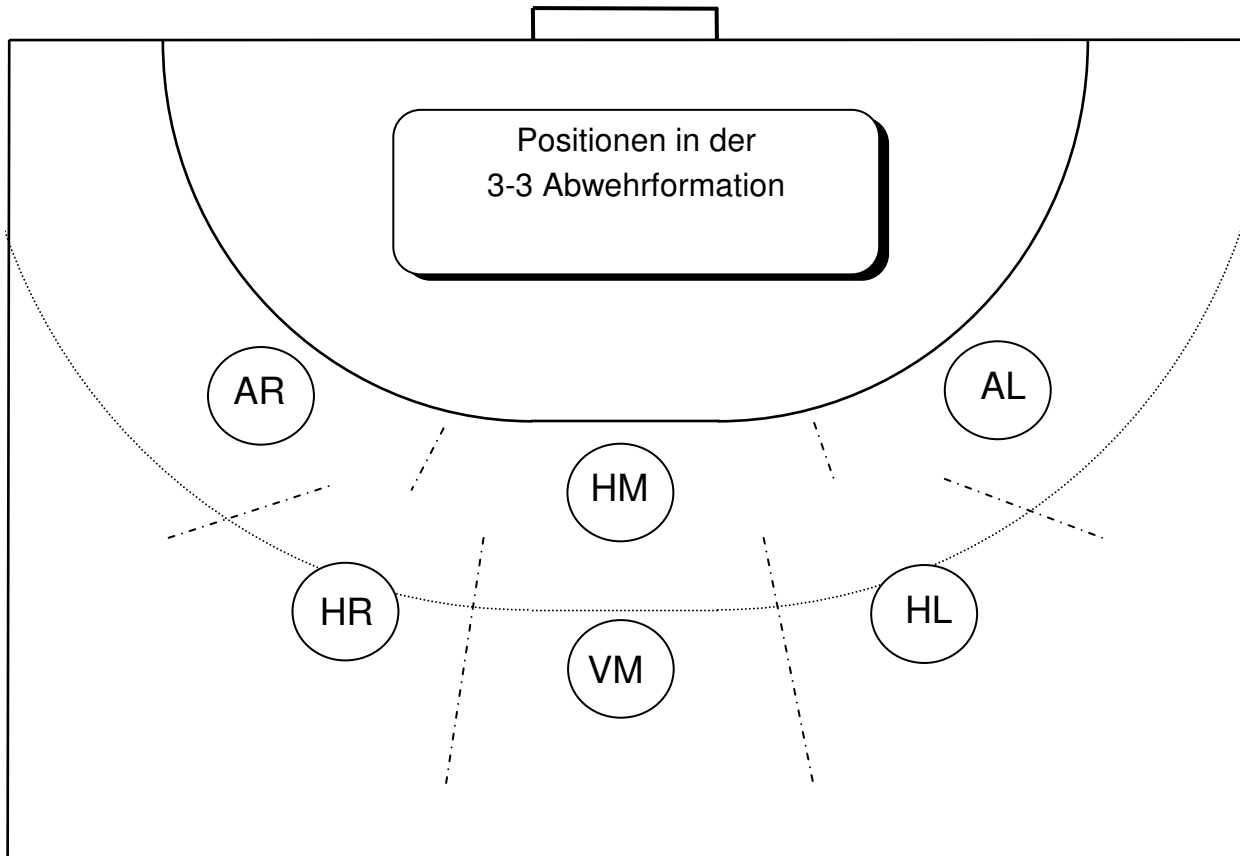 Positionen in der
3-3 Abwehrformation
AR
AL
HM
HR
HL
VM